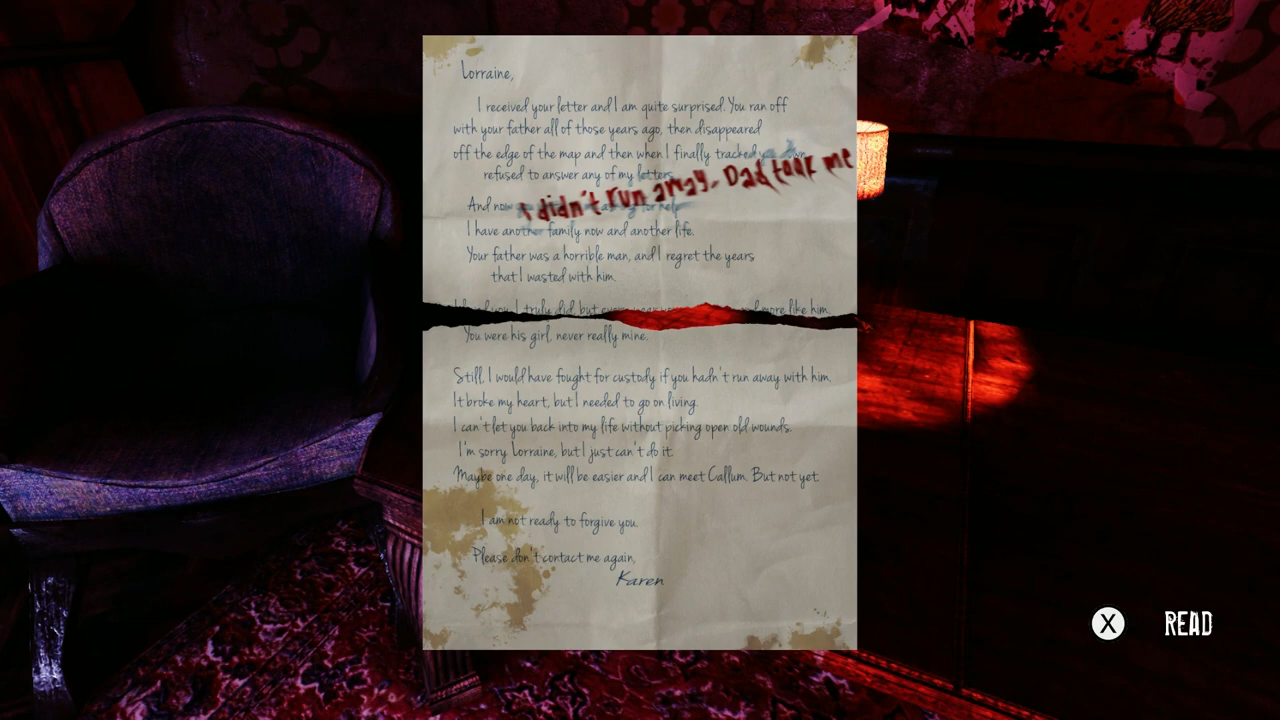 Lorraine,
I received your letter and I am quite surprised. You ran off
with your father all of those years ago, then disappeared
off the edge of the map and then when I finally tracked
refused to answer any of my letters
I didn't run away. Dad took me
And now for help
I have another family now and another life.
Your father was a horrible man, and I regret the years
that I wasted with him.
I truly did, but more like him.
You were his girl, never really mine.
Still, I would have fought for custody if you hadn't run away with him.
It broke my heart, but I needed to go on living.
I can't let you back into my life without picking open old wounds.
I'm sorry Lorraine, but I just can't do it.
Maybe one day, it will be easier and I can meet Callum. But not yet.
I am not ready to forgive you.
Please don't contact me again,
Karen
X READ